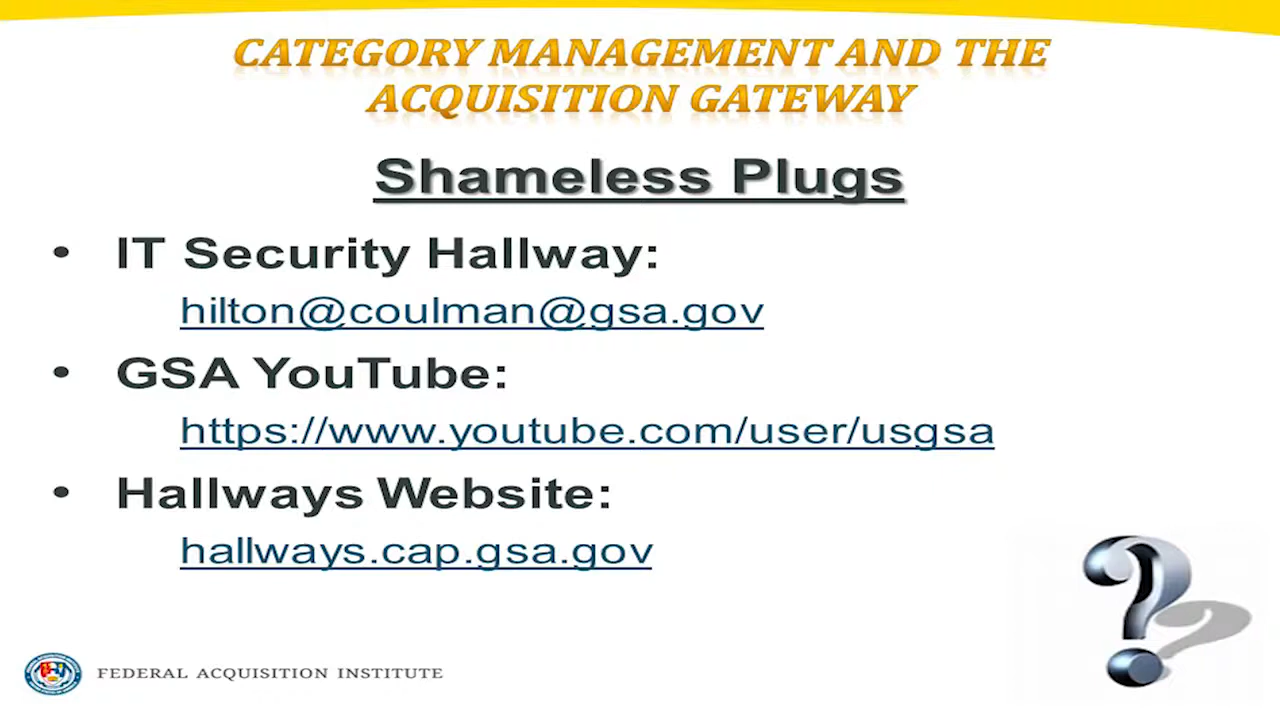 CATEGORY MANAGEMENT AND THE
ACQUISITION GATEWAY
Shameless Plugs
• IT Security Hallway:
hilton@coulman@gsa.gov
• GSA YouTube:
https://www.youtube.com/user/usgsa
• Hallways Website:
hallways.cap.gsa.gov
FEDERAL ACQUISITION INSTITUTE